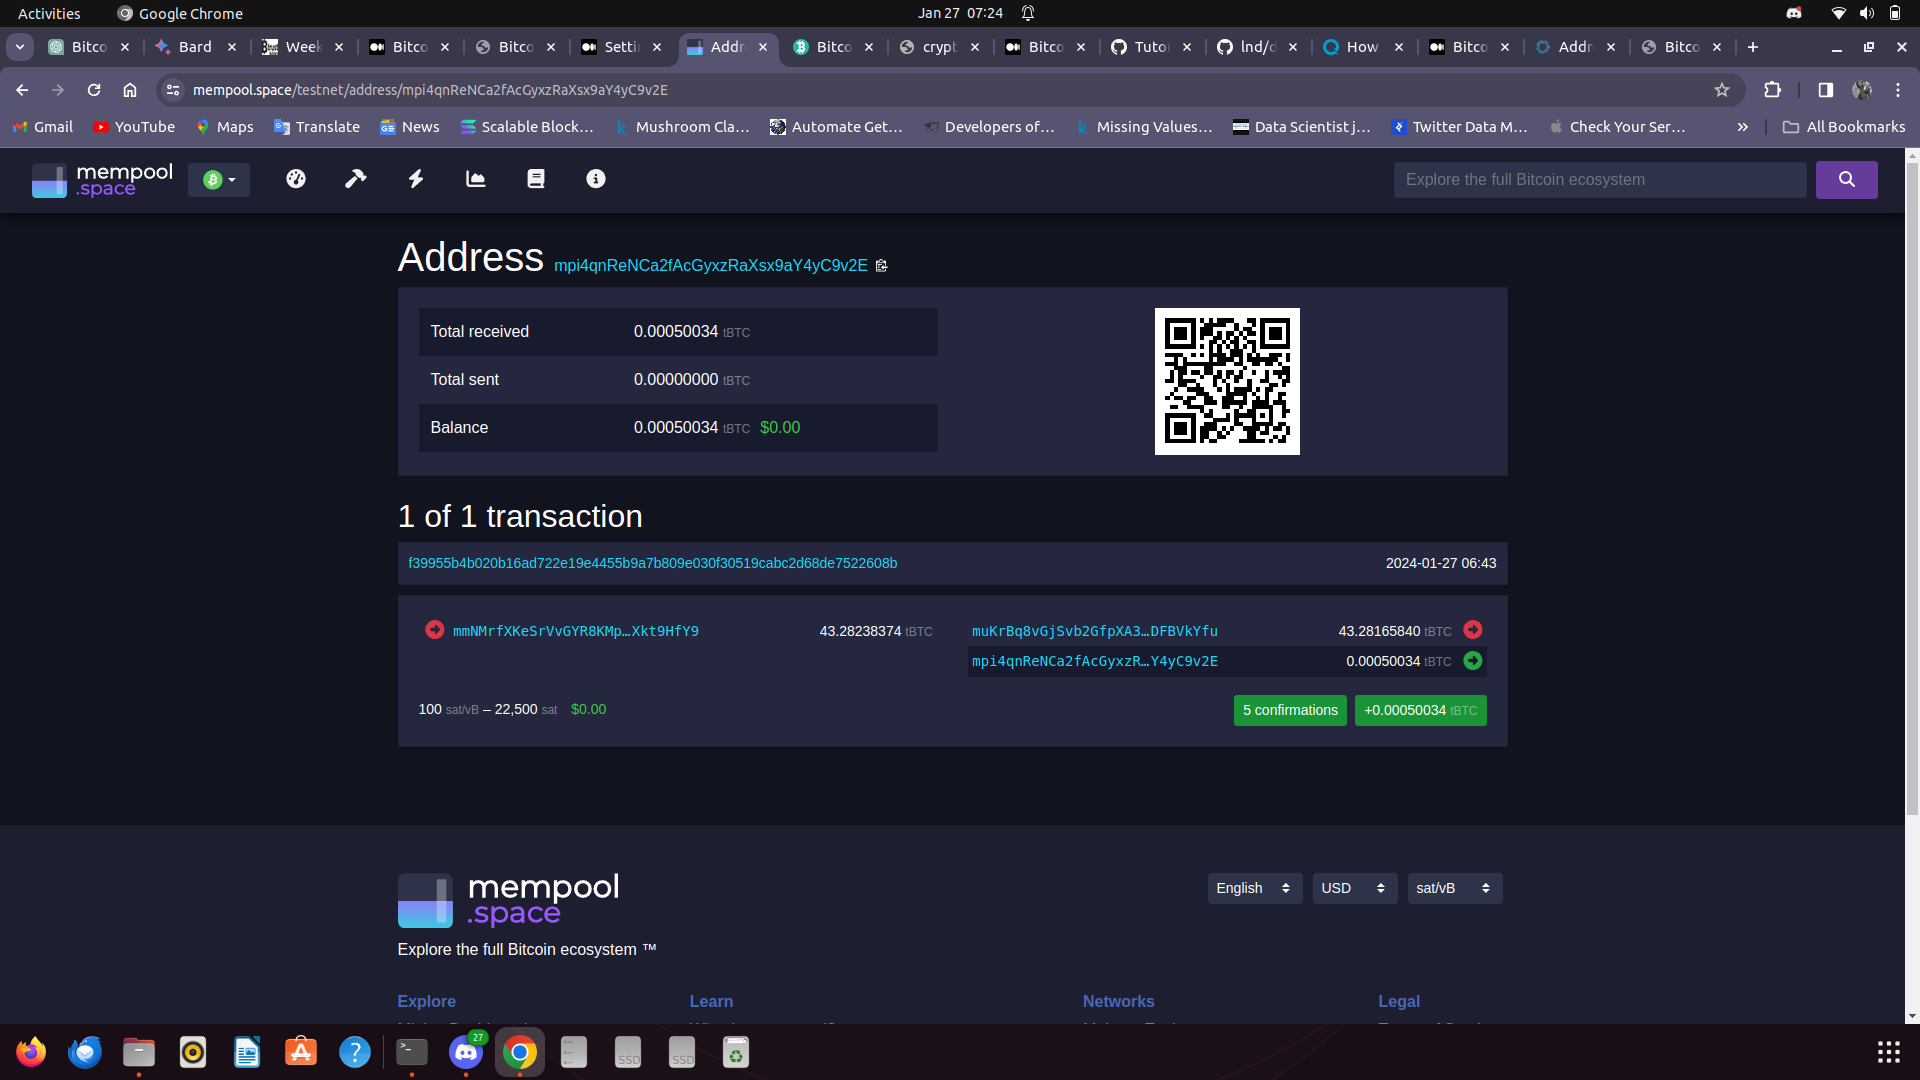 Activities Google Chrome Jan 27 07:24
Bitco Bard Week Bitco Bitco Settin Addr Bitco crypt Bitco Tutor lnd/c How Bitco Addr Bitco
mempool.space/testnet/address/mpi4qnReNCa2fAcGyxzRaXsx9aY4yC9v2E
Gmail YouTube Maps Translate News Scalable Block... Mushroom Cla... Automate Get... Developers of... Missing Values... Data Scientist j... Twitter Data M... Check Your Ser... » All Bookmarks
mempool
.space
Explore the full Bitcoin ecosystem
Address mpi4qnReNCa2fAcGyxzRaXsx9aY4yC9v2E
Total received 0.00050034 tBTC
Total sent 0.00000000 tBTC
Balance 0.00050034 tBTC $0.00
1 of 1 transaction
f39955b4b020b16ad722e19e4455b9a7b809e030f30519cabc2d68de7522608b 2024-01-27 06:43
mmNMrfXKeSrVvGYR8KMp…Xkt9HfY9 43.28238374 tBTC muKrBq8vGjSvb2GfpXA3…DFBVkYfu 43.28165840 tBTC
mpi4qnReNCa2fAcGyxzR…Y4yC9v2E 0.00050034 tBTC
100 sat/vB – 22,500 sat $0.00 5 confirmations +0.00050034 tBTC
mempool
.space
English USD sat/vB
Explore the full Bitcoin ecosystem ™
Explore Learn Networks Legal
27
SSD SSD